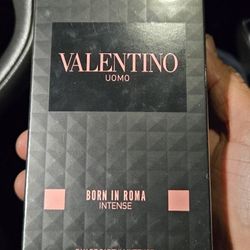 VALENTINO
UOMO
BORN IN ROMA
INTENSE